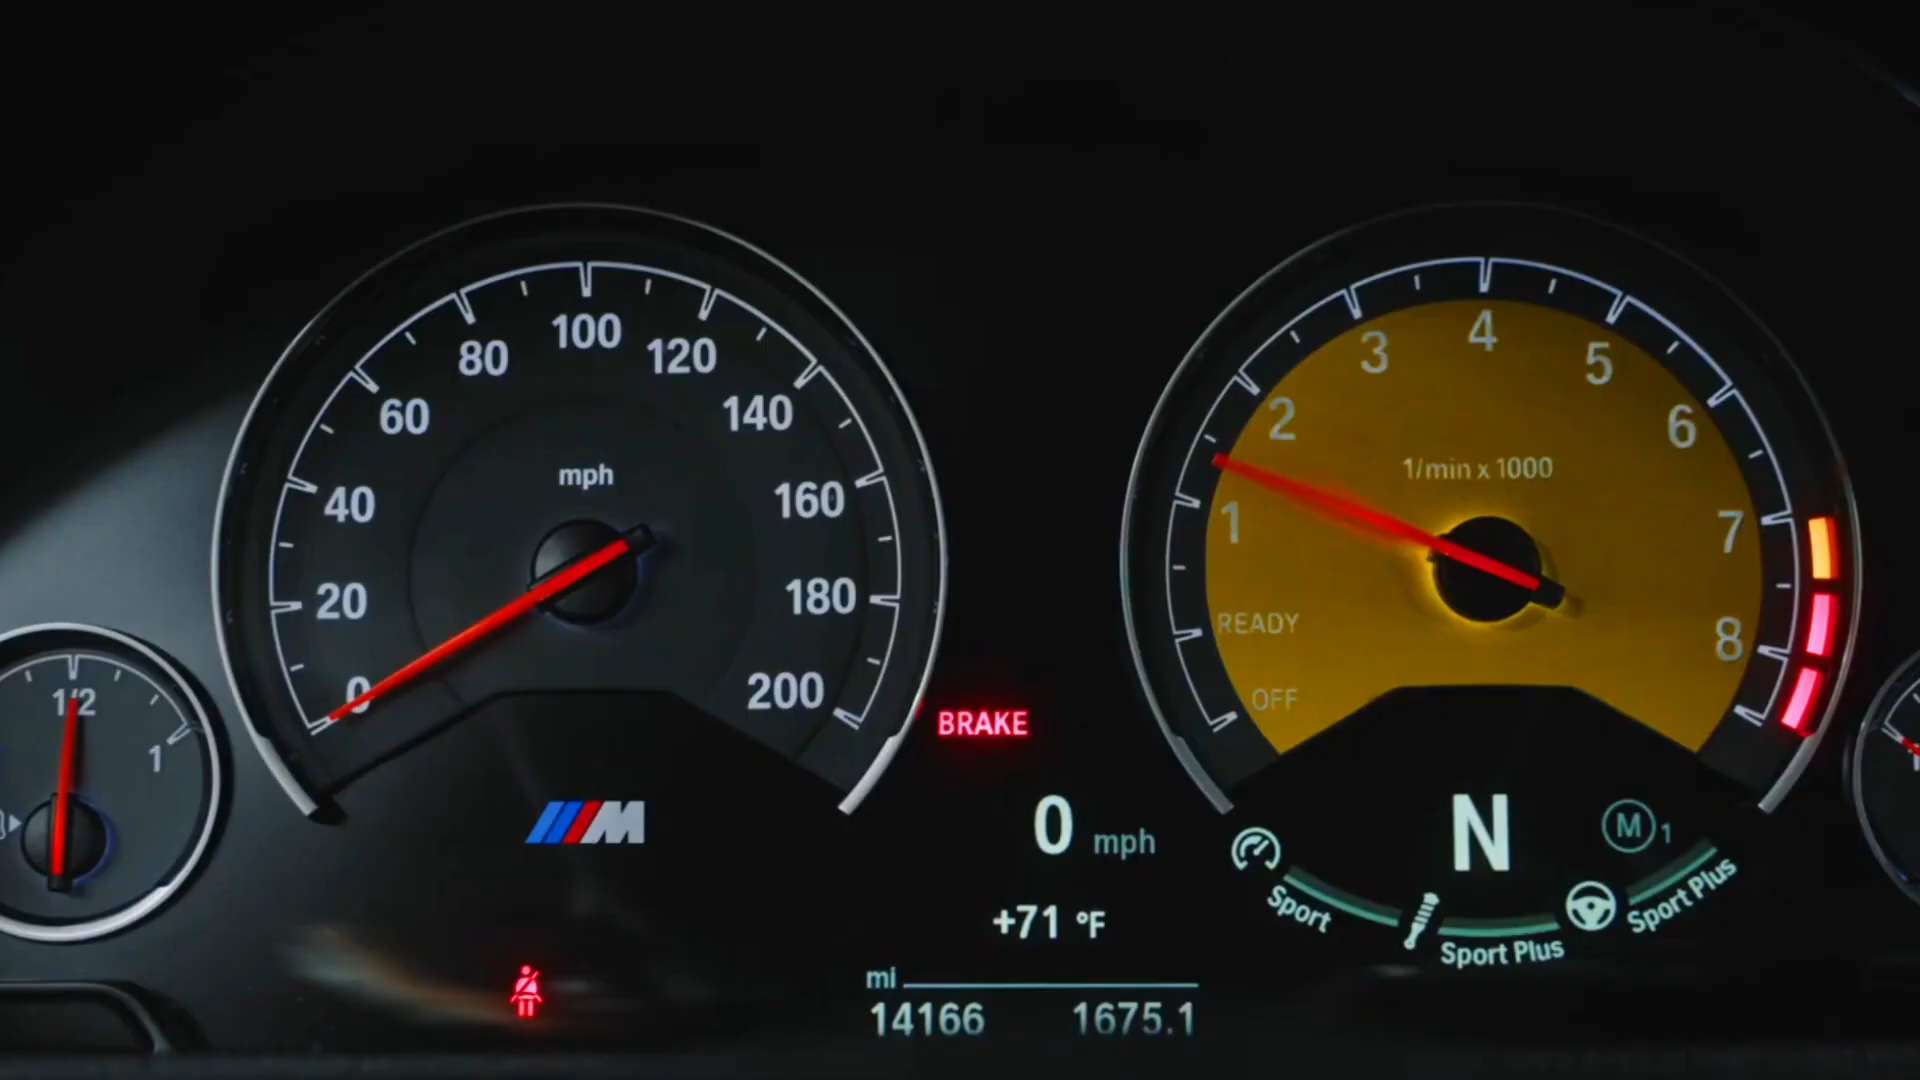 0
20
40
60
80
100
120
140
160
180
200
mph
1/2
1
BRAKE
0 mph
+71 °F
mi
14166 1675.1
M
OFF
READY
1
2
3
4
5
6
7
8
1/min x 1000
N
M 1
Sport
Sport Plus
Sport Plus